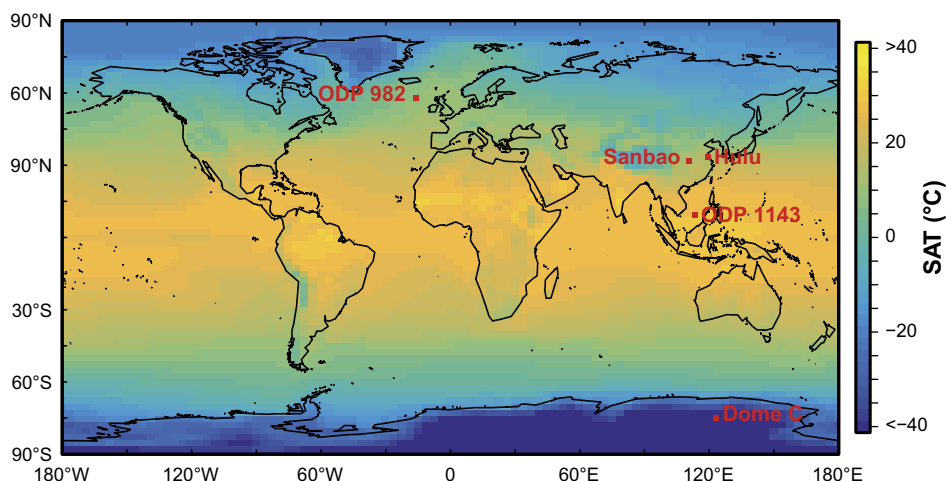 90°N
60°N
90°N
30°S
60°S
90°S
180°W
120°W
60°W
0
60°E
120°E
180°E
ODP 982
Sanbao
Hulu
ODP 1143
Dome C
>40
20
0
−20
<−40
SAT (°C)